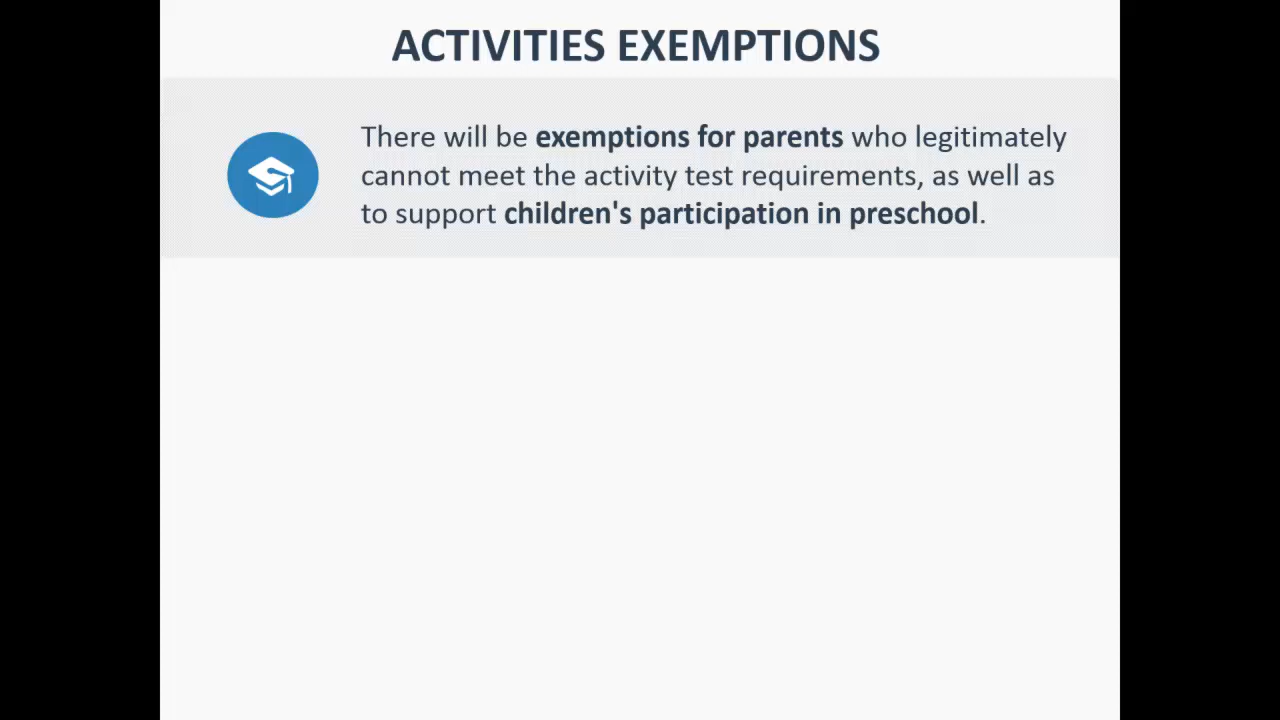 ACTIVITIES EXEMPTIONS
There will be exemptions for parents who legitimately
cannot meet the activity test requirements, as well as
to support children's participation in preschool.